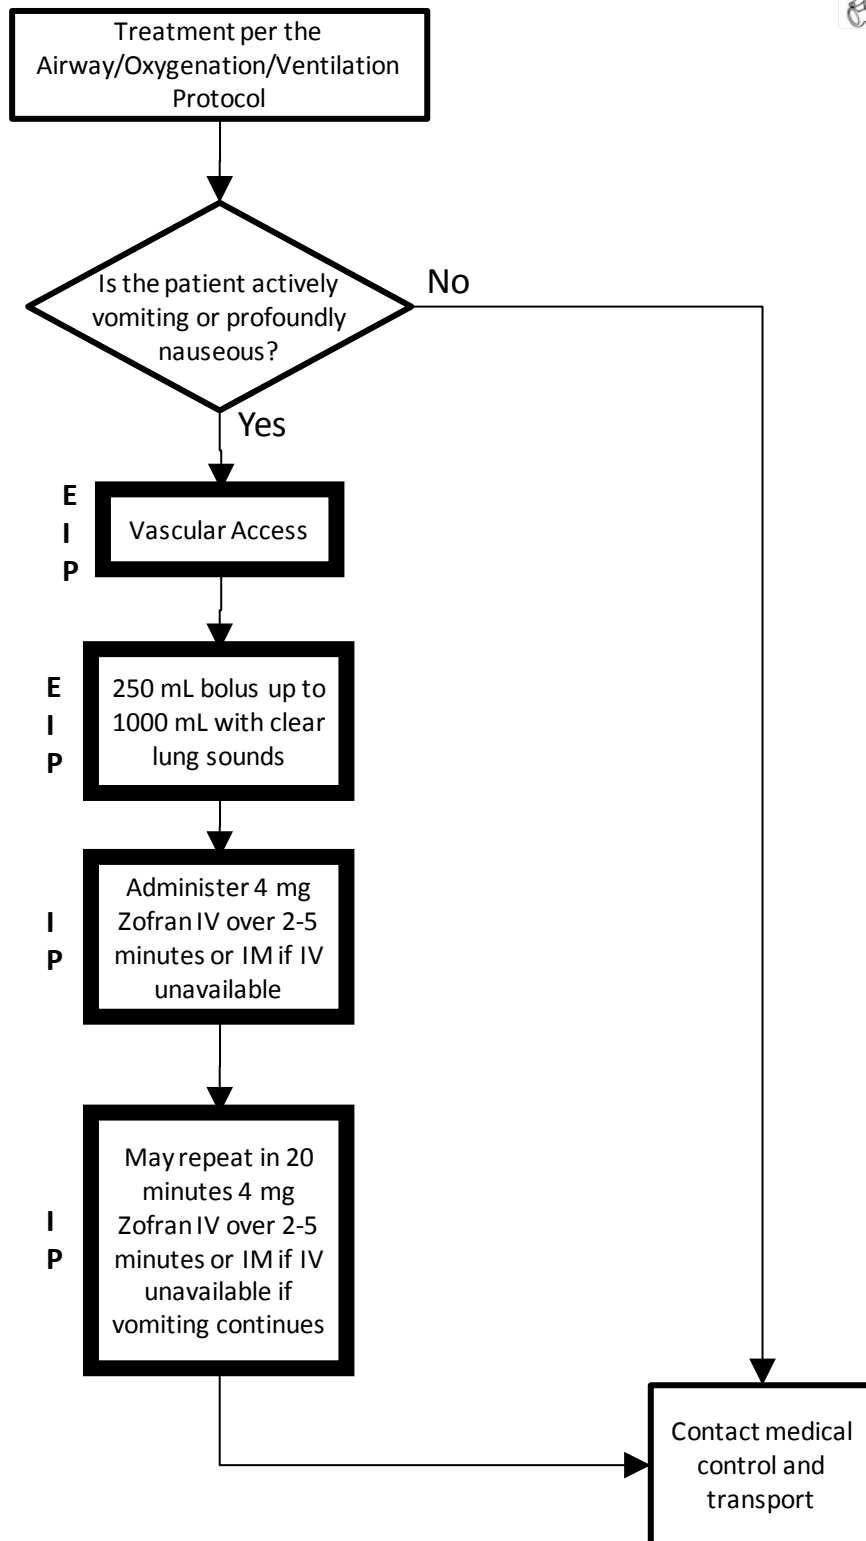 Treatment per the
Airway/Oxygenation/Ventilation
Protocol
Is the patient actively
vomiting or profoundly
nauseous?
No
Yes
E
I
P
Vascular Access
E
I
P
250 mL bolus up to
1000 mL with clear
lung sounds
I
P
Administer 4 mg
Zofran IV over 2-5
minutes or IM if IV
unavailable
I
P
May repeat in 20
minutes 4 mg
Zofran IV over 2-5
minutes or IM if IV
unavailable if
vomiting continues
Contact medical
control and
transport